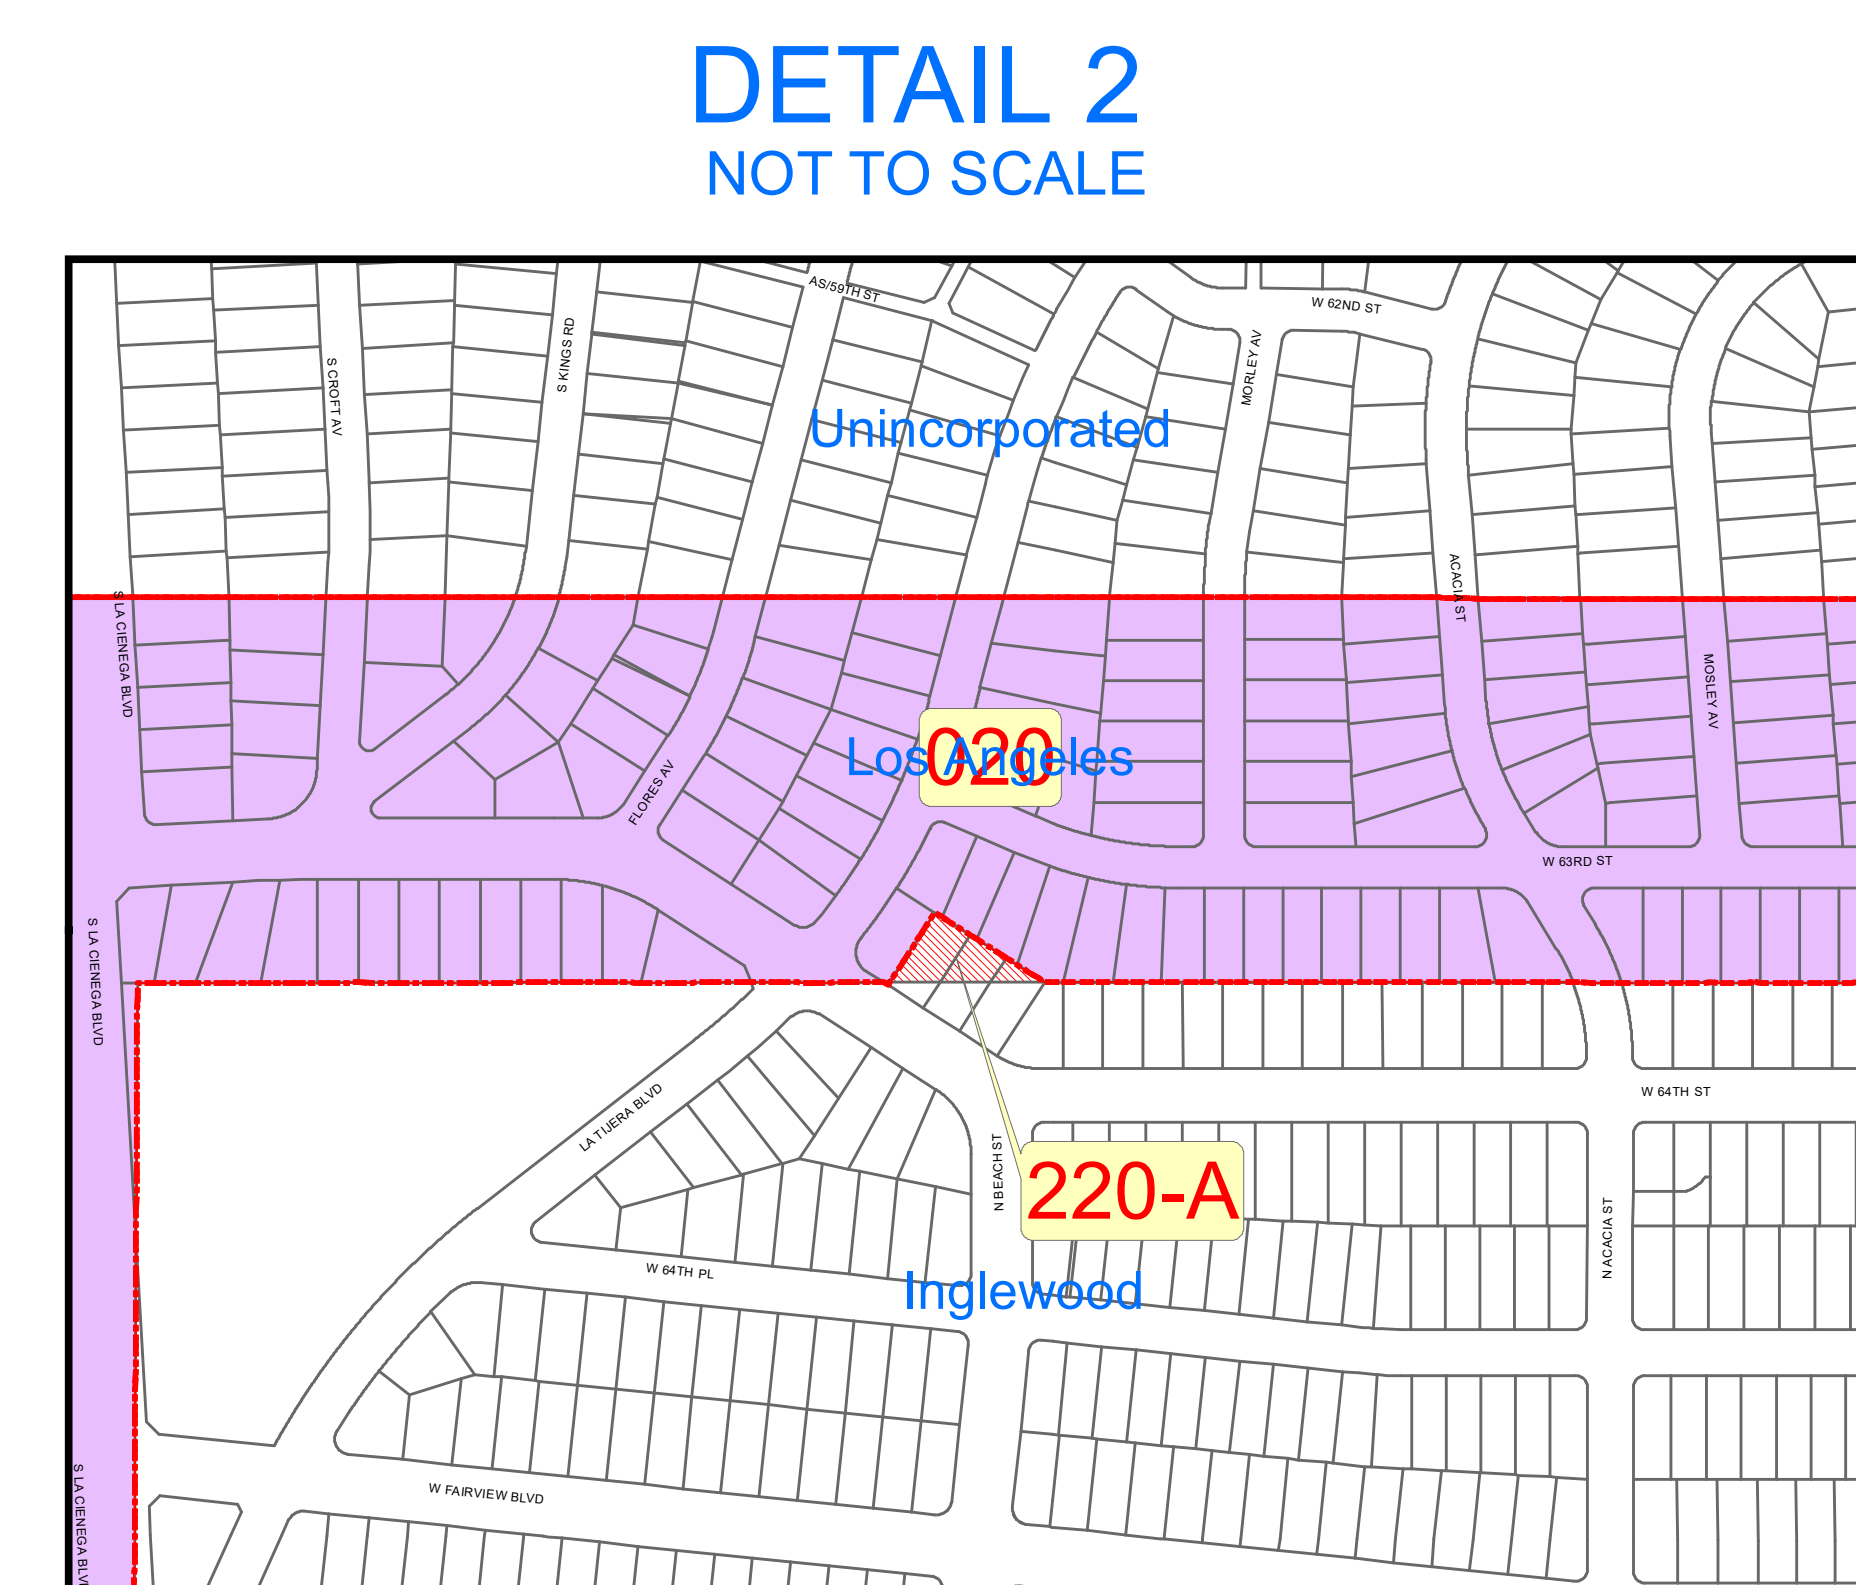 DETAIL 2
NOT TO SCALE
AS/59TH ST
W 62ND ST
S KINGS RD
MORLEY AV
S CROFT AV
Unincorporated
ACACIA ST
S LA CIENEGA BLVD
MOSLEY AV
020
Los Angeles
FLORES AV
W 63RD ST
S LA CIENEGA BLVD
W 64TH ST
LA TIJERA BLVD
N BEACH ST
220-A
N ACACIA ST
W 64TH PL
Inglewood
W FAIRVIEW BLVD
S LA CIENEGA BLVD